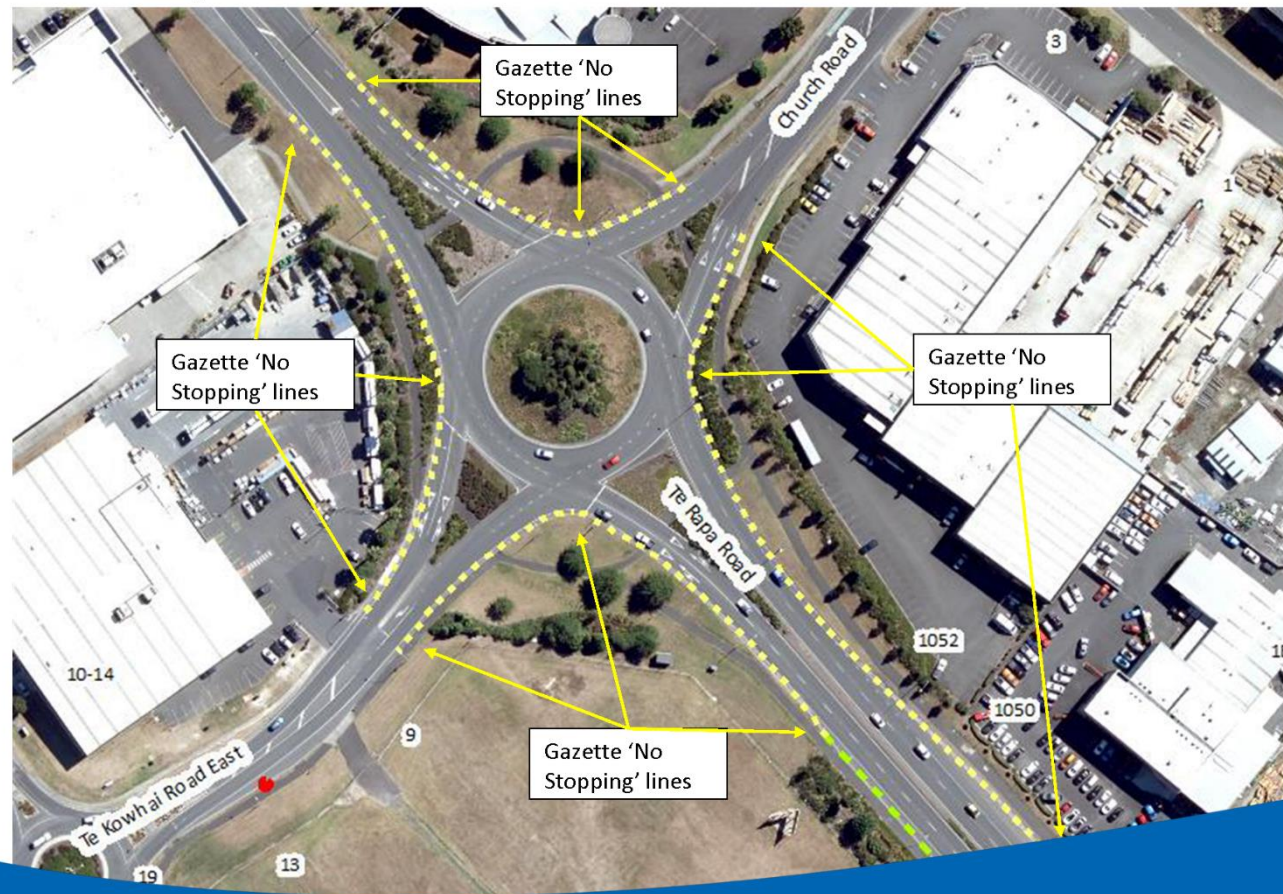 Gazette ‘No
Stopping’ lines
Church Road
3
1
Gazette ‘No
Stopping’ lines
Gazette ‘No
Stopping’ lines
Te Rapa Road
1052
10-14
1050
9
Gazette ‘No
Stopping’ lines
Te Kowhai Road East
13
19